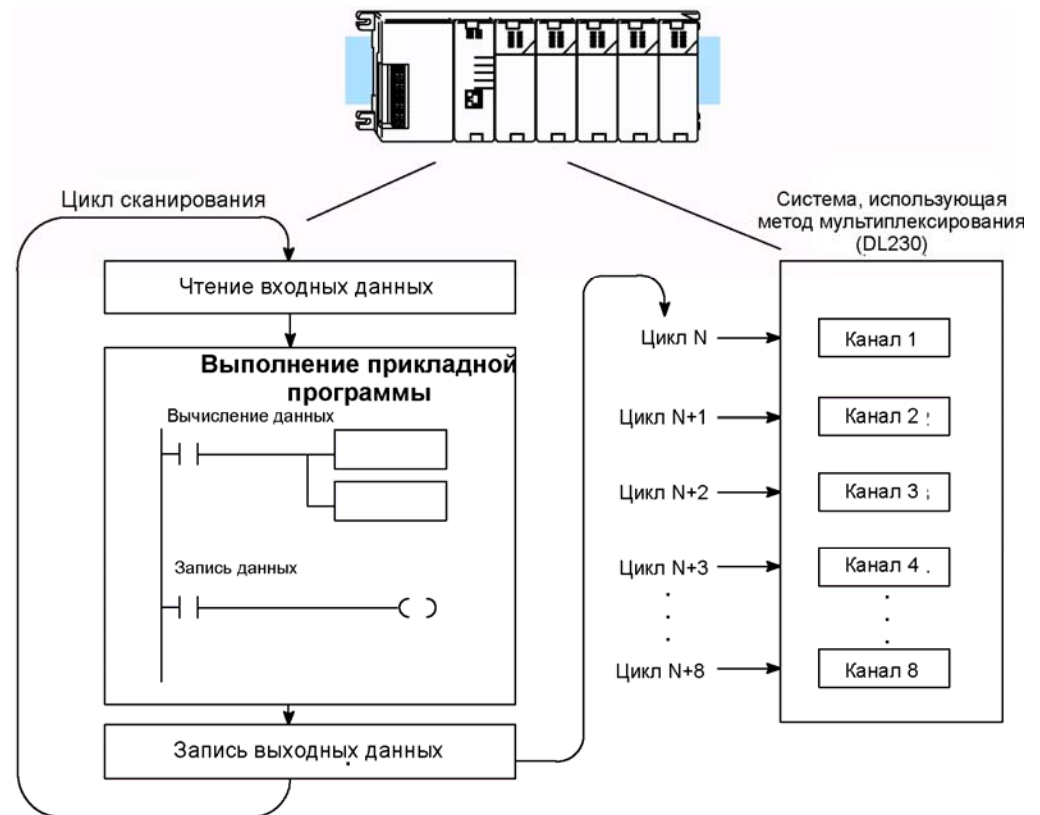 Цикл сканирования
Система, использующая
метод мультиплексирования
(DL230)
Чтение входных данных
Выполнение прикладной
программы
Вычисление данных
Запись данных
Запись выходных данных
Цикл N
Канал 1
Цикл N+1
Канал 2
Цикл N+2
Канал 3
Цикл N+3
Канал 4
Цикл N+8
Канал 8